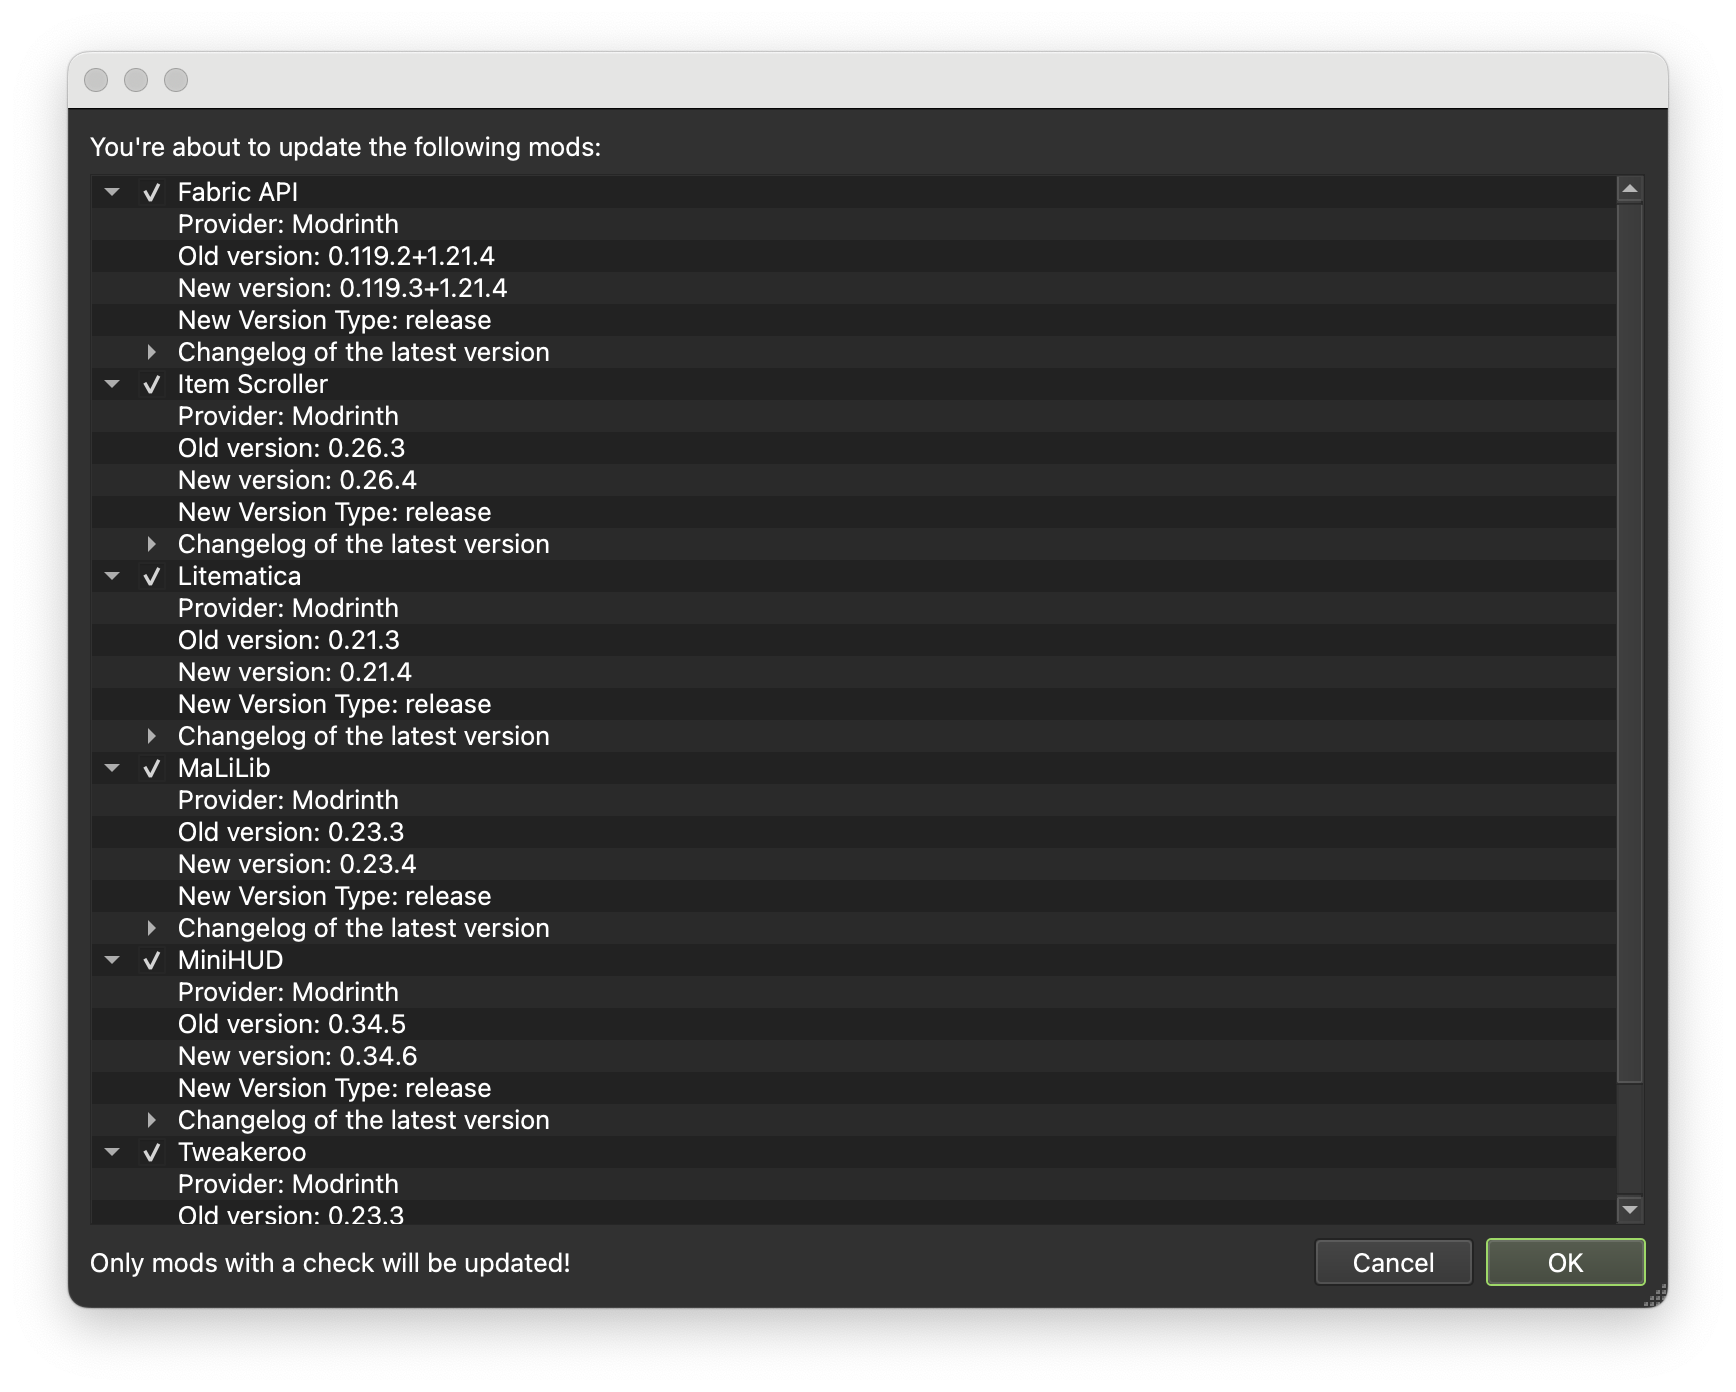 You're about to update the following mods:
Fabric API
Provider: Modrinth
Old version: 0.119.2+1.21.4
New version: 0.119.3+1.21.4
New Version Type: release
Changelog of the latest version
Item Scroller
Provider: Modrinth
Old version: 0.26.3
New version: 0.26.4
New Version Type: release
Changelog of the latest version
Litematica
Provider: Modrinth
Old version: 0.21.3
New version: 0.21.4
New Version Type: release
Changelog of the latest version
MaLiLib
Provider: Modrinth
Old version: 0.23.3
New version: 0.23.4
New Version Type: release
Changelog of the latest version
MiniHUD
Provider: Modrinth
Old version: 0.34.5
New version: 0.34.6
New Version Type: release
Changelog of the latest version
Tweakeroo
Provider: Modrinth
Old version: 0.23.3
Only mods with a check will be updated!
Cancel
OK